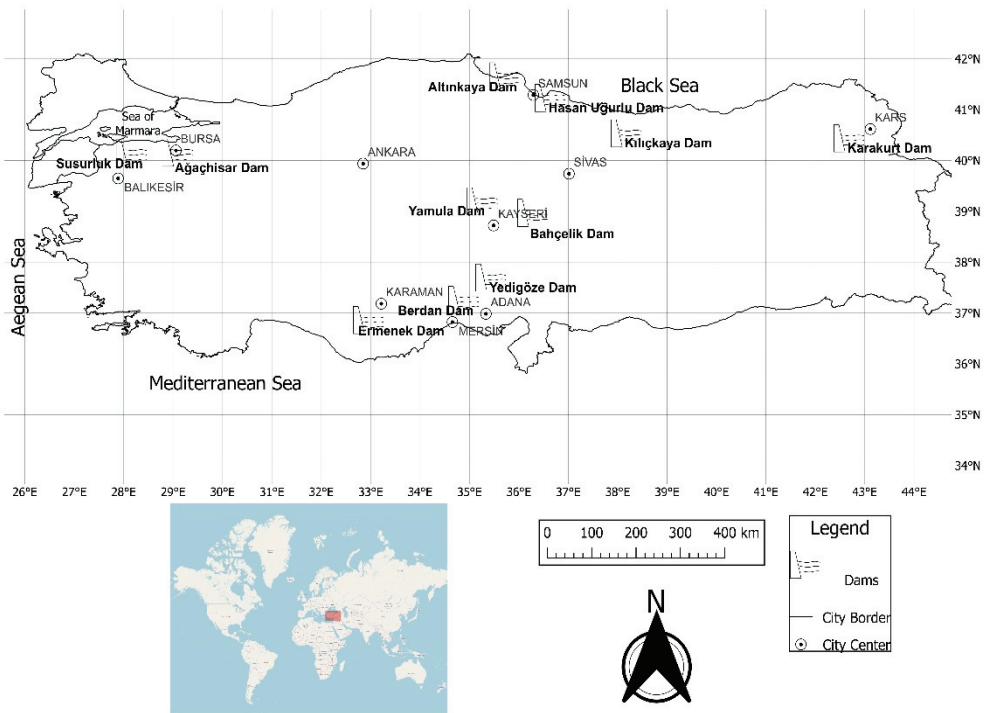 42°N
Altınkaya Dam
SAMSUN
Black Sea
Hasan Uğurlu Dam
41°N
Sea of
Marmara
BURSA
KARS
Kılıçkaya Dam
Karakurt Dam
Susurluk Dam
Ağaçhisar Dam
ANKARA
SİVAS
40°N
BALIKESİR
Yamula Dam
KAYSERİ
39°N
Bahçelik Dam
Aegean Sea
38°N
Yedigöze Dam
KARAMAN
Berdan Dam
ADANA
37°N
Ermenek Dam
MERSİN
36°N
Mediterranean Sea
35°N
34°N
26°E 27°E 28°E 29°E 30°E 31°E 32°E 33°E 35°E 36°E 37°E 38°E 39°E 40°E 41°E 42°E 43°E 44°E
0 100 200 300 400 km
Legend
Dams
City Border
City Center
N